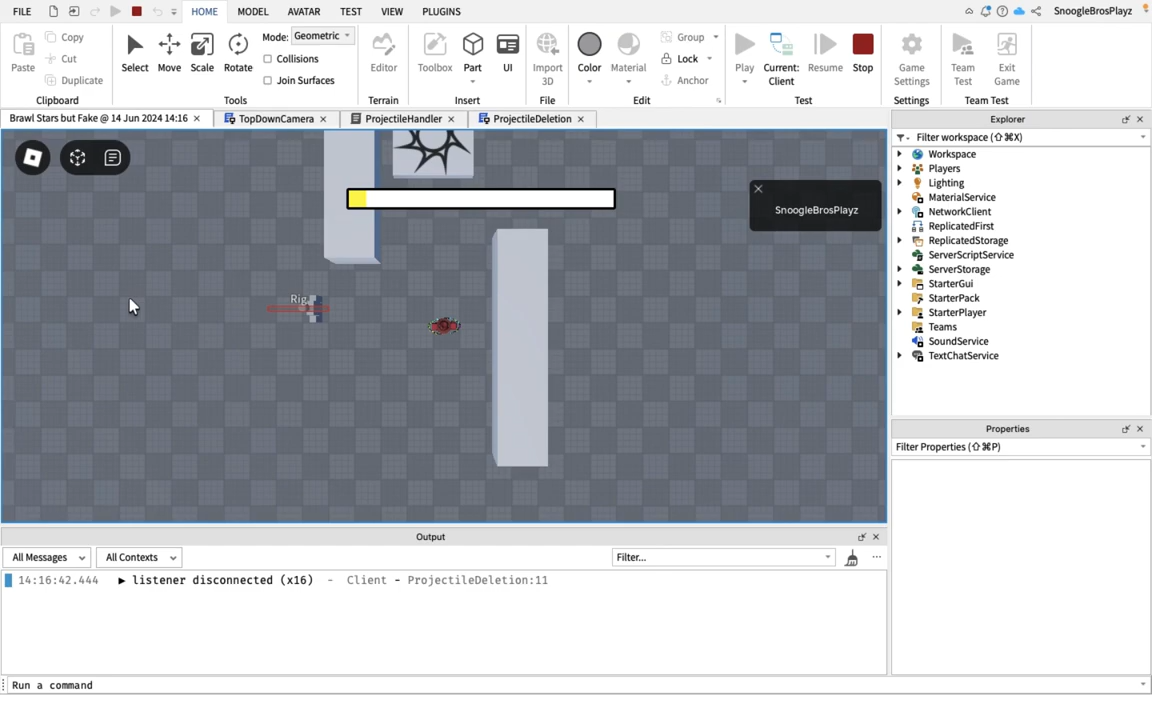 FILE HOME MODEL AVATAR TEST VIEW PLUGINS SnoogleBrosPlayz
Paste Copy Cut Duplicate Clipboard
Select Move Scale Rotate Mode: Geometric Collisions Join Surfaces Tools
Editor Terrain
Toolbox Part UI Insert
Import 3D File
Color Material Group Lock Anchor Edit
Play Current: Client Resume Stop Test
Game Settings Settings
Team Test Exit Game Team Test
Brawl Stars but Fake @ 14 Jun 2024 14:16 TopDownCamera ProjectileHandler ProjectileDeletion
SnoogleBrosPlayz
Rig
Explorer
Filter workspace (⇧⌘X)
Workspace
Players
Lighting
MaterialService
NetworkClient
ReplicatedFirst
ReplicatedStorage
ServerScriptService
ServerStorage
StarterGui
StarterPack
StarterPlayer
Teams
SoundService
TextChatService
Properties
Filter Properties (⇧⌘P)
Output
All Messages All Contexts Filter...
14:16:42.444 ▶ listener disconnected (x16) - Client - ProjectileDeletion:11
Run a command